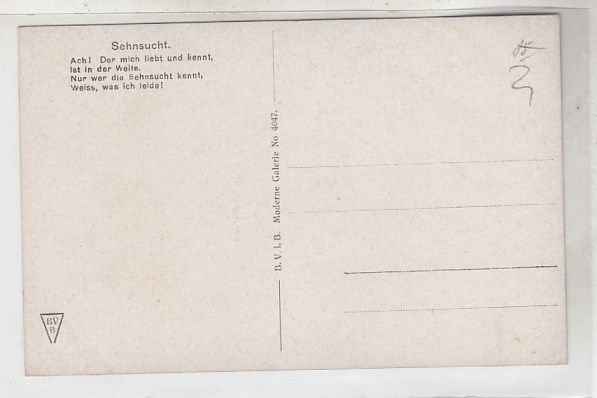 Sehnsucht.
Ach! Der mich liebt und kennt,
Ist in der Weite.
Nur wer die Sehnsucht kennt,
Weiss, was ich leide!
B. V. i. B. Moderne Galerie No. 4047.
BV
B
2